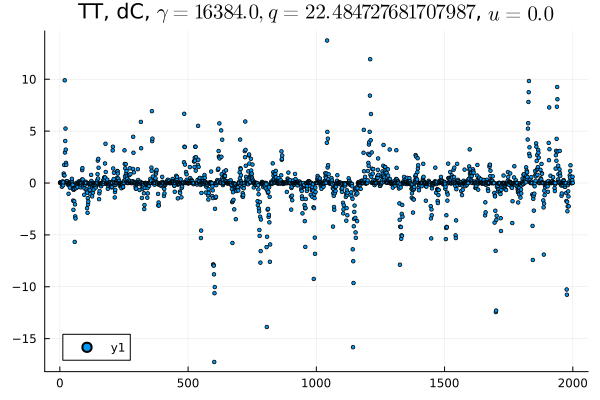 TT, dC, γ = 16384.0, q = 22.484727681707987, u = 0.0
10
5
0
−5
−10
−15
y1
0 500 1000 1500 2000